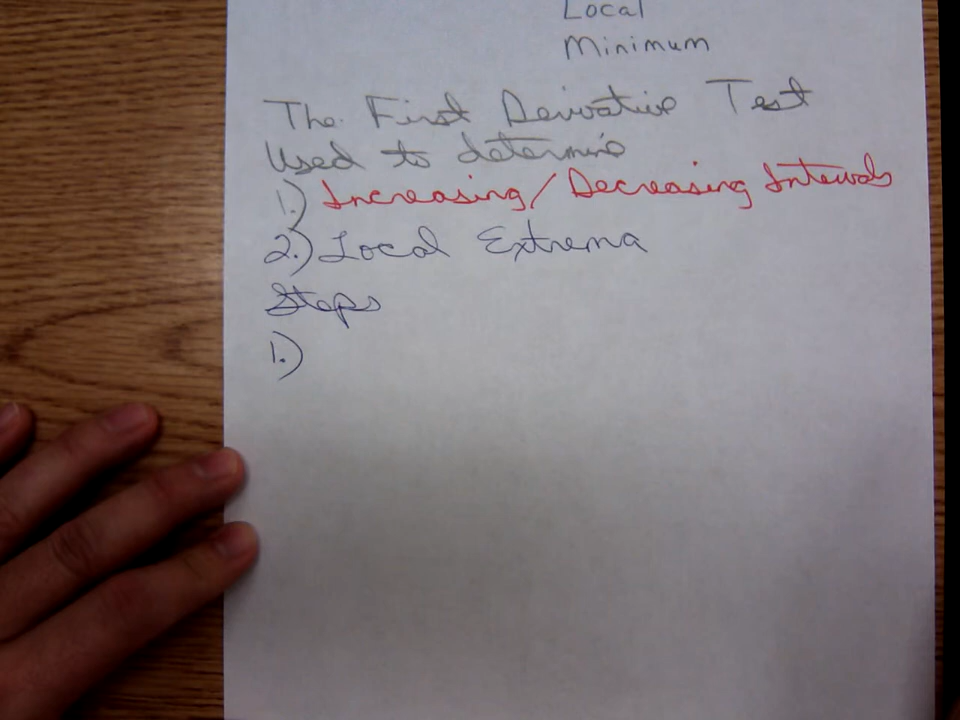 Local
Minimum
The First Derivative Test
Used to determine
1.) Increasing/Decreasing Intervals
2.) Local Extrema
Steps
1.)